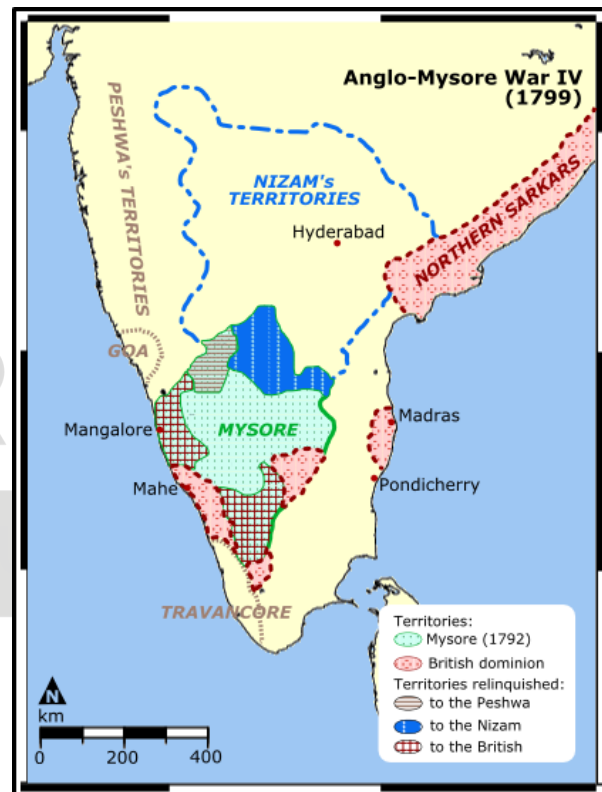 Anglo-Mysore War IV
(1799)
PESHWA's TERRITORIES
NIZAM's
TERRITORIES
Hyderabad
NORTHERN SARKARS
GOA
Mangalore
MYSORE
Madras
Mahe
Pondicherry
TRAVANCORE
Territories:
Mysore (1792)
British dominion
Territories relinquished:
to the Peshwa
to the Nizam
to the British
N
km
0 200 400